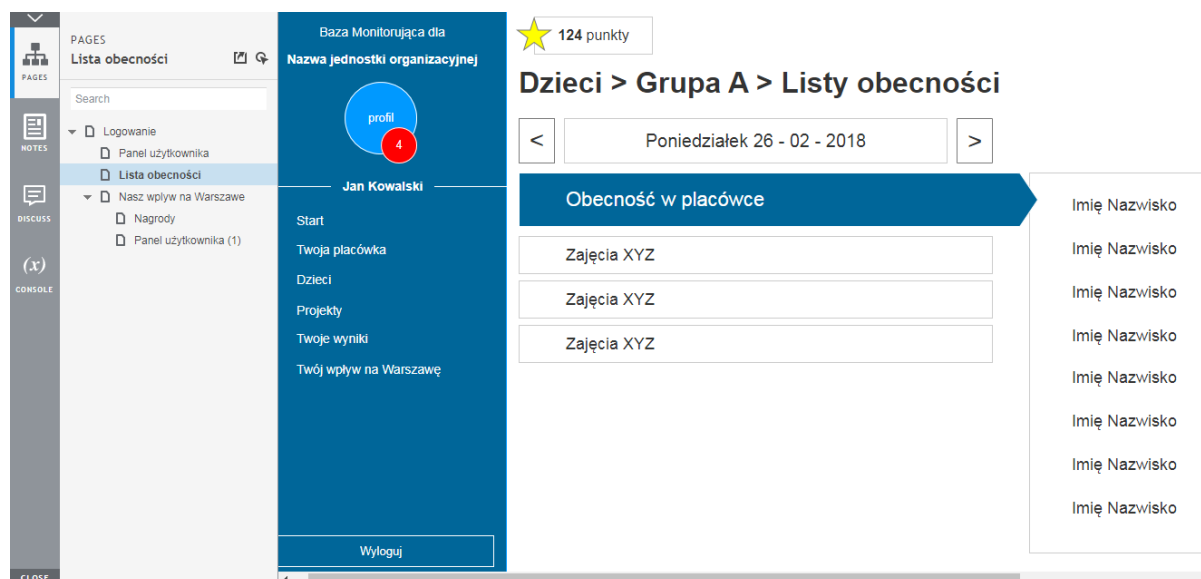 PAGES
NOTES
DISCUSS
(x)
CONSOLE
CLOSE
PAGES
Lista obecności
Search
Logowanie
Panel użytkownika
Lista obecności
Nasz wplyw na Warszawe
Nagrody
Panel użytkownika (1)
Baza Monitorująca dla
Nazwa jednostki organizacyjnej
profil
4
Jan Kowalski
Start
Twoja placówka
Dzieci
Projekty
Twoje wyniki
Twój wpływ na Warszawę
Wyloguj
124 punkty
Dzieci > Grupa A > Listy obecności
< Poniedziałek 26 - 02 - 2018 >
Obecność w placówce
Zajęcia XYZ
Zajęcia XYZ
Zajęcia XYZ
Imię Nazwisko
Imię Nazwisko
Imię Nazwisko
Imię Nazwisko
Imię Nazwisko
Imię Nazwisko
Imię Nazwisko
Imię Nazwisko